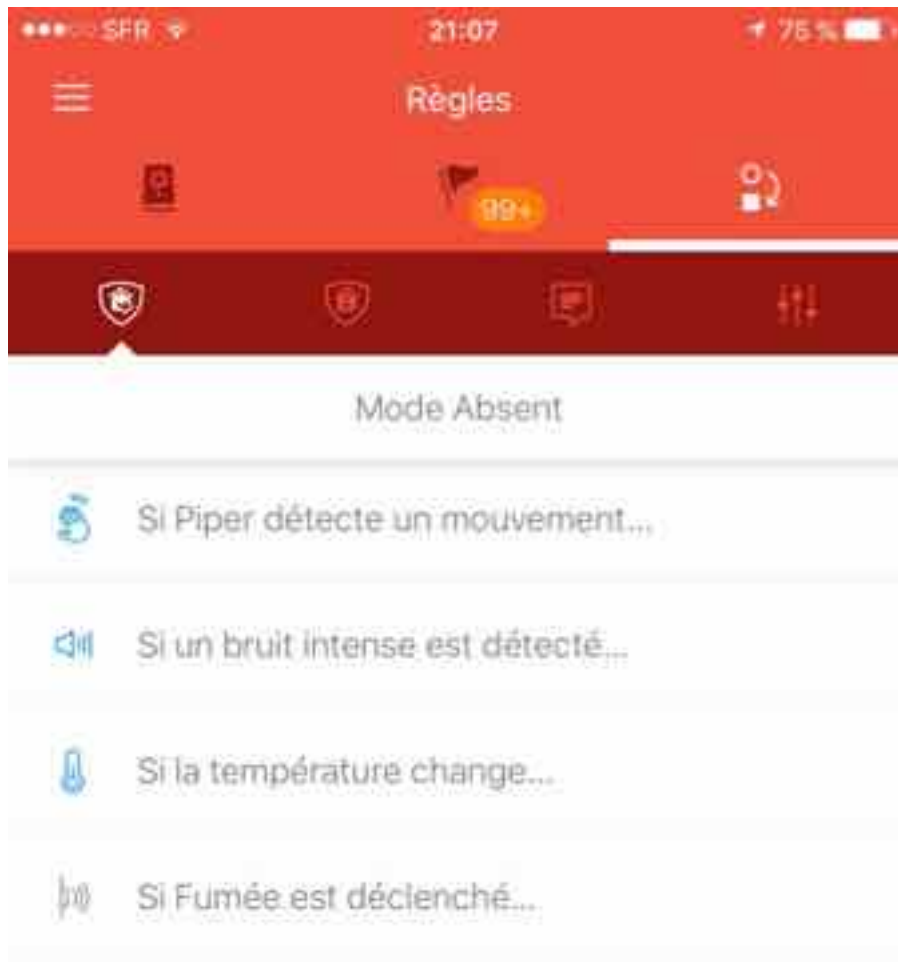 SFR 21:07 75 %
Règles
99+
Mode Absent
Si Piper détecte un mouvement...
Si un bruit intense est détecté...
Si la température change...
Si Fumée est déclenché...